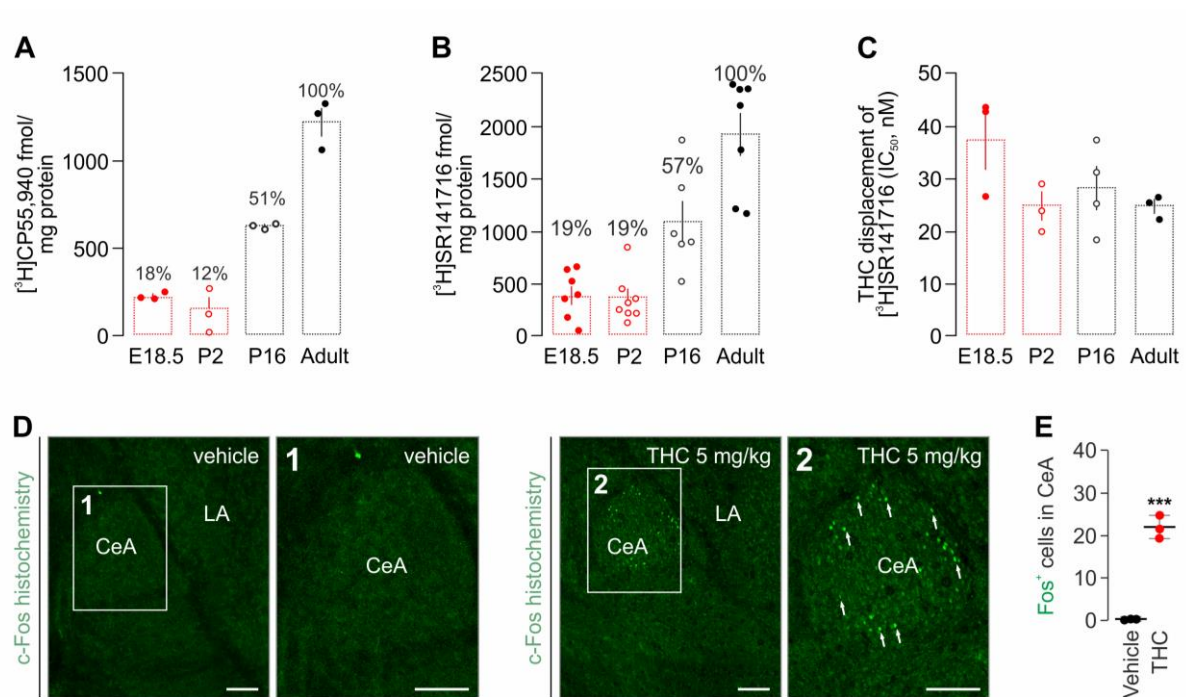 A
[³H]CP55,940 fmol/
mg protein
1500
1000
500
0
18%
12%
51%
100%
E18.5 P2 P16 Adult
B
[³H]SR141716 fmol/
mg protein
2500
2000
1500
1000
500
0
19%
19%
57%
100%
E18.5 P2 P16 Adult
C
THC displacement of
[³H]SR141716 (IC₅₀, nM)
50
40
30
20
10
0
E18.5 P2 P16 Adult
D
c-Fos histochemistry
vehicle
1
LA
CeA
1
vehicle
CeA
c-Fos histochemistry
THC 5 mg/kg
2
LA
CeA
2
THC 5 mg/kg
CeA
E
Fos⁺ cells in CeA
40
30
20
10
0
***
Vehicle
THC